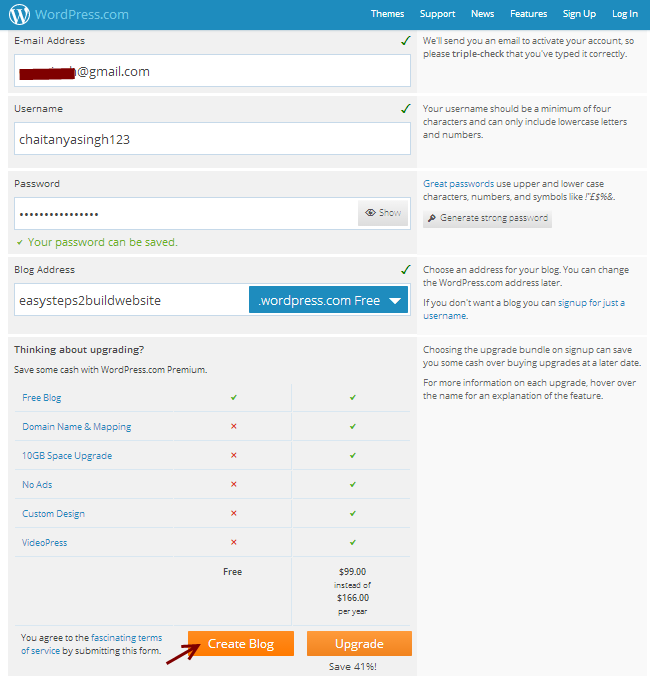 WordPress.com
Themes Support News Features Sign Up Log In
E-mail Address
@gmail.com
We'll send you an email to activate your account, so
please triple-check that you've typed it correctly.
Username
chaitanyasingh123
Your username should be a minimum of four
characters and can only include lowercase letters
and numbers.
Password
Show
Your password can be saved.
Great passwords use upper and lower case
characters, numbers, and symbols like !"£$%&.
Generate strong password
Blog Address
easysteps2buildwebsite
.wordpress.com Free
Choose an address for your blog. You can change
the WordPress.com address later.
If you don't want a blog you can signup for just a
username.
Thinking about upgrading?
Save some cash with WordPress.com Premium.
Choosing the upgrade bundle on signup can save
you some cash over buying upgrades at a later date.
For more information on each upgrade, hover over
the name for an explanation of the feature.
Free Blog
Domain Name & Mapping
10GB Space Upgrade
No Ads
Custom Design
VideoPress
Free
$99.00
instead of
$166.00
per year
You agree to the fascinating terms
of service by submitting this form.
Create Blog
Upgrade
Save 41%!